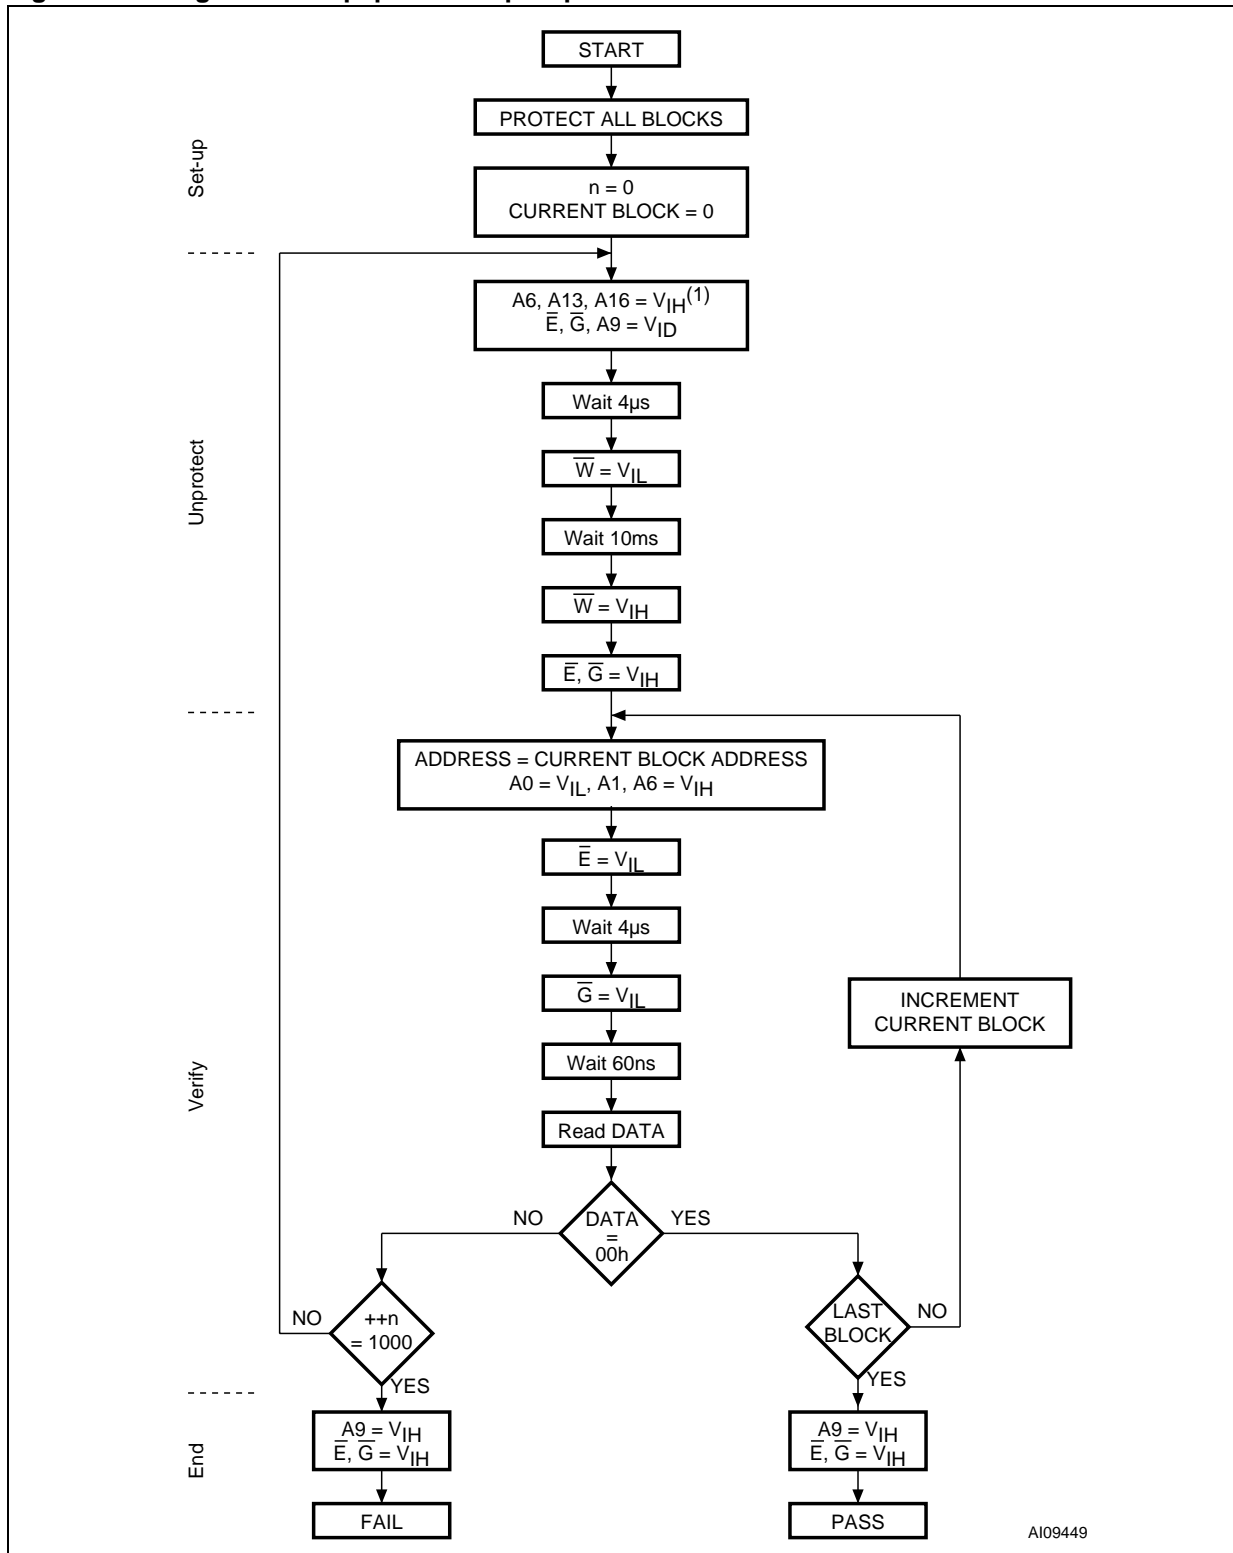 START
PROTECT ALL BLOCKS
Set-up
n = 0
CURRENT BLOCK = 0
A6, A13, A16 = VIH(1)
E̅, G̅, A9 = VID
Wait 4µs
W̅ = VIL
Unprotect
Wait 10ms
W̅ = VIH
E̅, G̅ = VIH
ADDRESS = CURRENT BLOCK ADDRESS
A0 = VIL, A1, A6 = VIH
E̅ = VIL
Wait 4µs
G̅ = VIL
INCREMENT
CURRENT BLOCK
Wait 60ns
Verify
Read DATA
NO
DATA
=
00h
YES
NO
++n
= 1000
LAST
BLOCK
NO
YES
YES
End
A9 = VIH
E̅, G̅ = VIH
A9 = VIH
E̅, G̅ = VIH
FAIL
PASS
AI09449